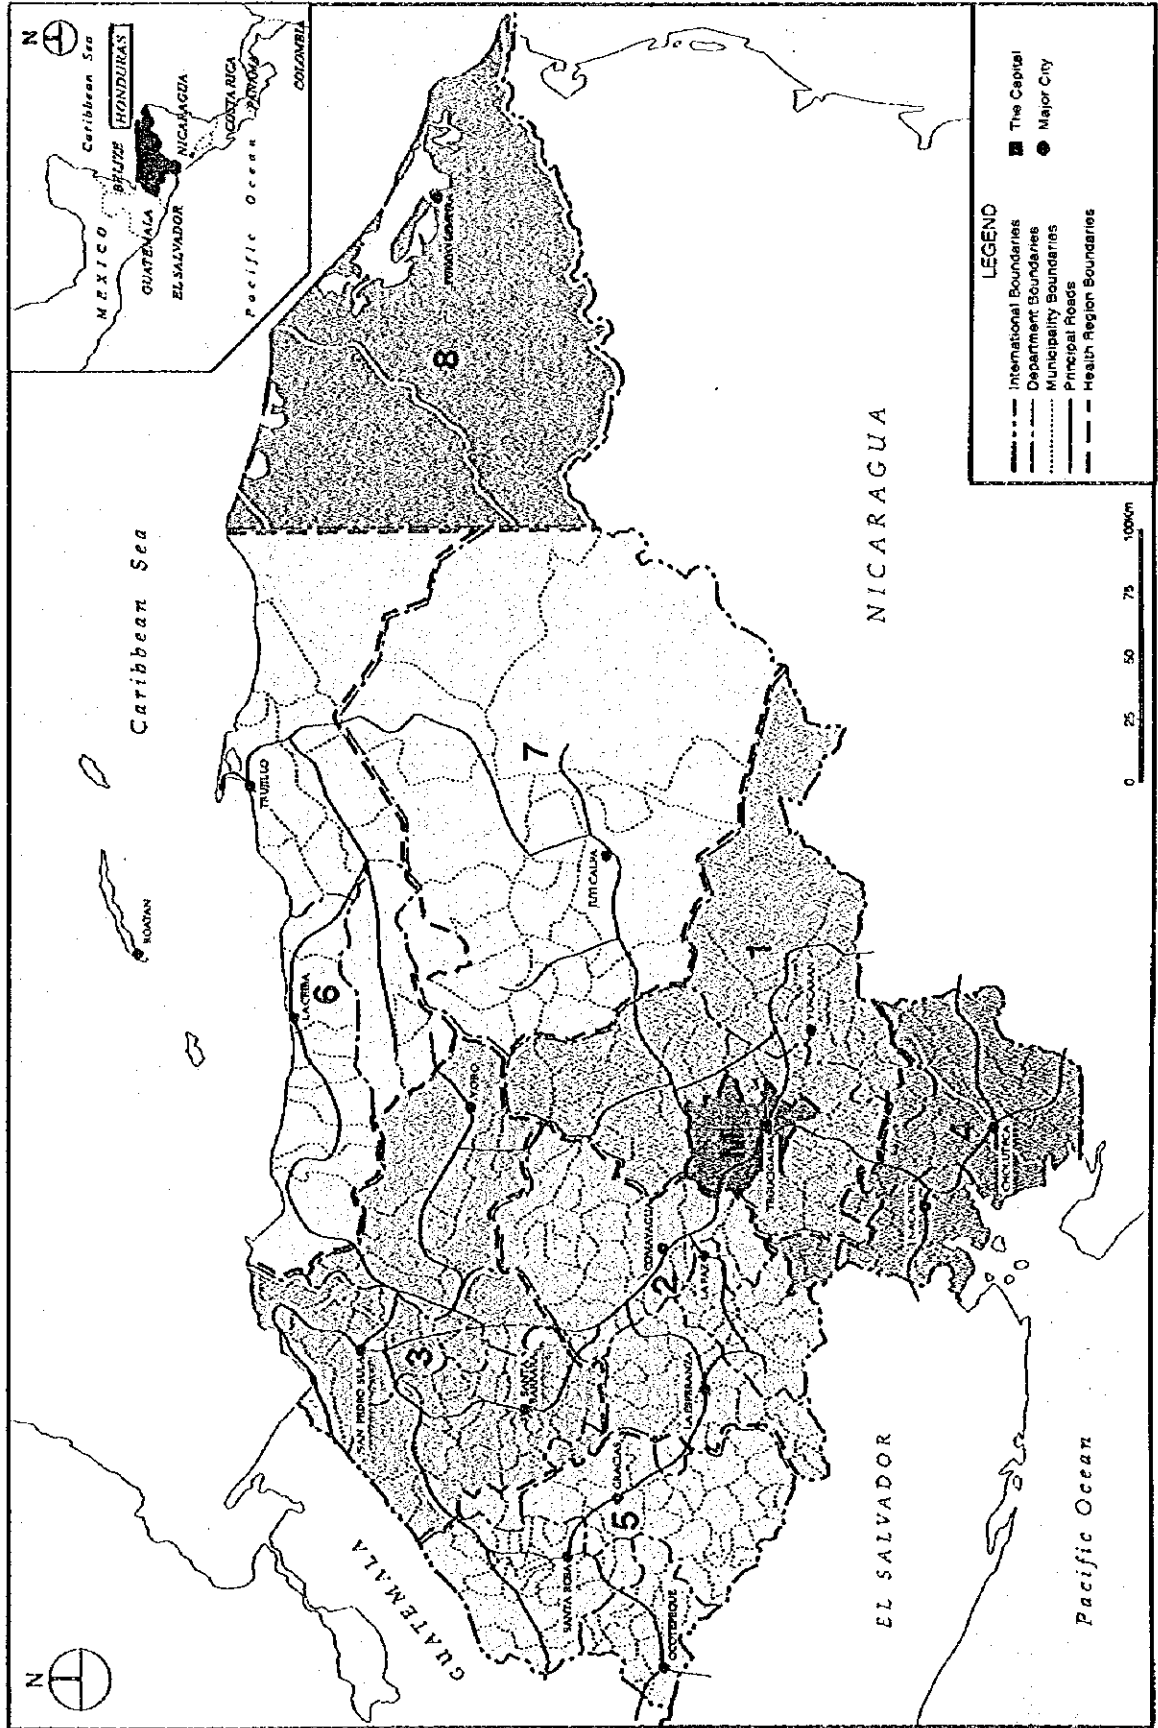 N
Caribbean Sea
MEXICO
BELIZE
HONDURAS
GUATEMALA
EL SALVADOR
NICARAGUA
COSTA RICA
PANAMA
COLOMBIA
Pacific Ocean
N
Caribbean Sea
ROATAN
TRUJILLO
LA CEIBA
6
8
SAN PEDRO SULA
3
YORO
7
JUTICALPA
SANTA BARBARA
GUATEMALA
SANTA ROSA
GRACIAS
5
OCOTEPEQUE
LA ESPERANZA
2
COMAYAGUA
LA PAZ
TEGUCIGALPA
YUSCARAN
1
4
CHOLUTECA
NICARAGUA
EL SALVADOR
Pacific Ocean
0 25 50 75 100Km
LEGEND
International Boundaries
Department Boundaries
Municipality Boundaries
Principal Roads
Health Region Boundaries
The Capital
Major City